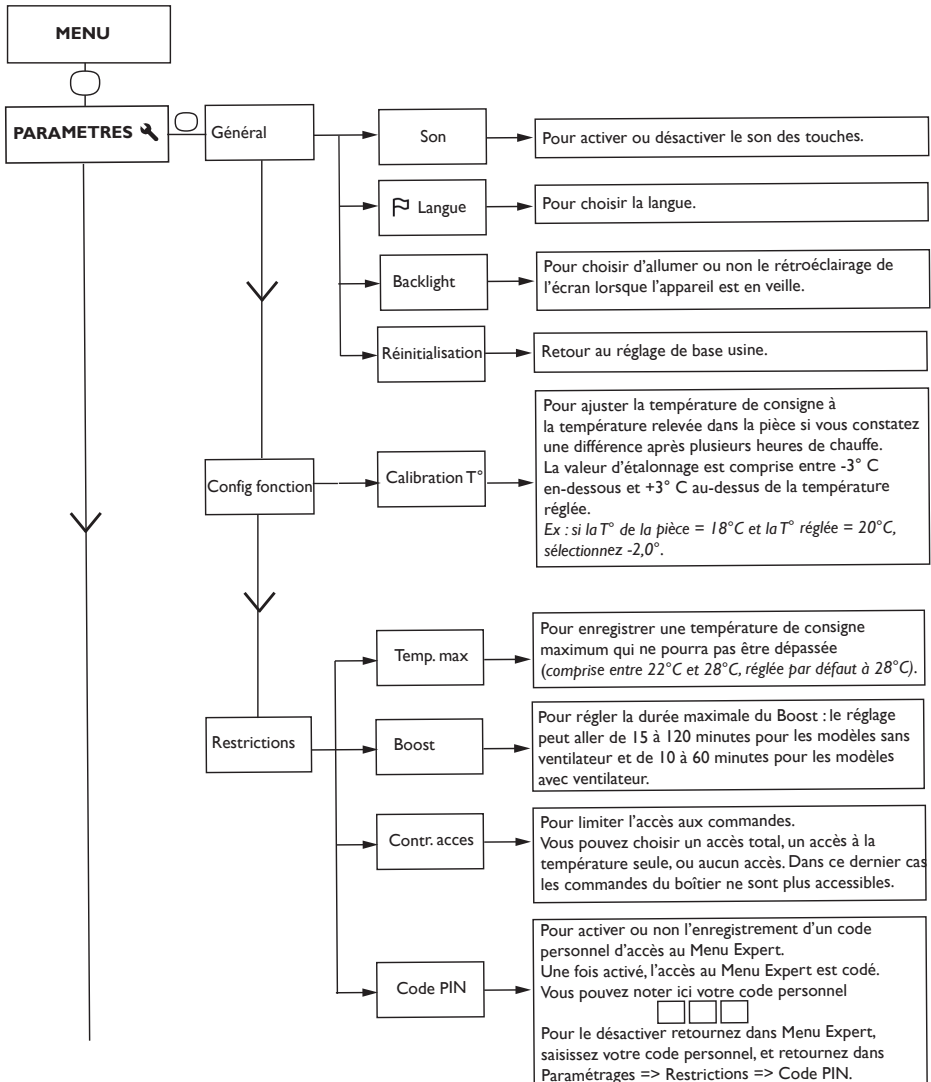 MENU
PARAMETRES
Général
Son
Pour activer ou désactiver le son des touches.
Langue
Pour choisir la langue.
Backlight
Pour choisir d'allumer ou non le rétroéclairage de
l'écran lorsque l'appareil est en veille.
Réinitialisation
Retour au réglage de base usine.
Config fonction
Calibration T°
Pour ajuster la température de consigne à
la température relevée dans la pièce si vous constatez
une différence après plusieurs heures de chauffe.
La valeur d'étalonnage est comprise entre -3° C
en-dessous et +3° C au-dessus de la température
réglée.
Ex : si la T° de la pièce = 18°C et la T° réglée = 20°C,
sélectionnez -2,0°.
Restrictions
Temp. max
Pour enregistrer une température de consigne
maximum qui ne pourra pas être dépassée
(comprise entre 22°C et 28°C, réglée par défaut à 28°C).
Boost
Pour régler la durée maximale du Boost : le réglage
peut aller de 15 à 120 minutes pour les modèles sans
ventilateur et de 10 à 60 minutes pour les modèles
avec ventilateur.
Contr. acces
Pour limiter l'accès aux commandes.
Vous pouvez choisir un accès total, un accès à la
température seule, ou aucun accès. Dans ce dernier cas
les commandes du boîtier ne sont plus accessibles.
Code PIN
Pour activer ou non l'enregistrement d'un code
personnel d'accès au Menu Expert.
Une fois activé, l'accès au Menu Expert est codé.
Vous pouvez noter ici votre code personnel
Pour le désactiver retournez dans Menu Expert,
saisissez votre code personnel, et retournez dans
Paramétrages => Restrictions => Code PIN.